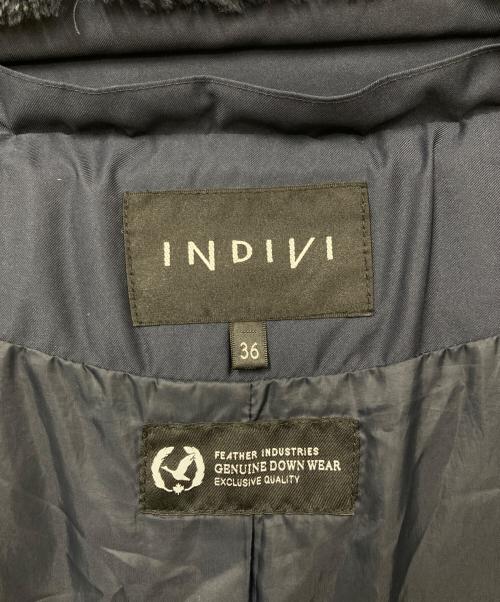 INDIVI
36
FEATHER INDUSTRIES
GENUINE DOWN WEAR
EXCLUSIVE QUALITY